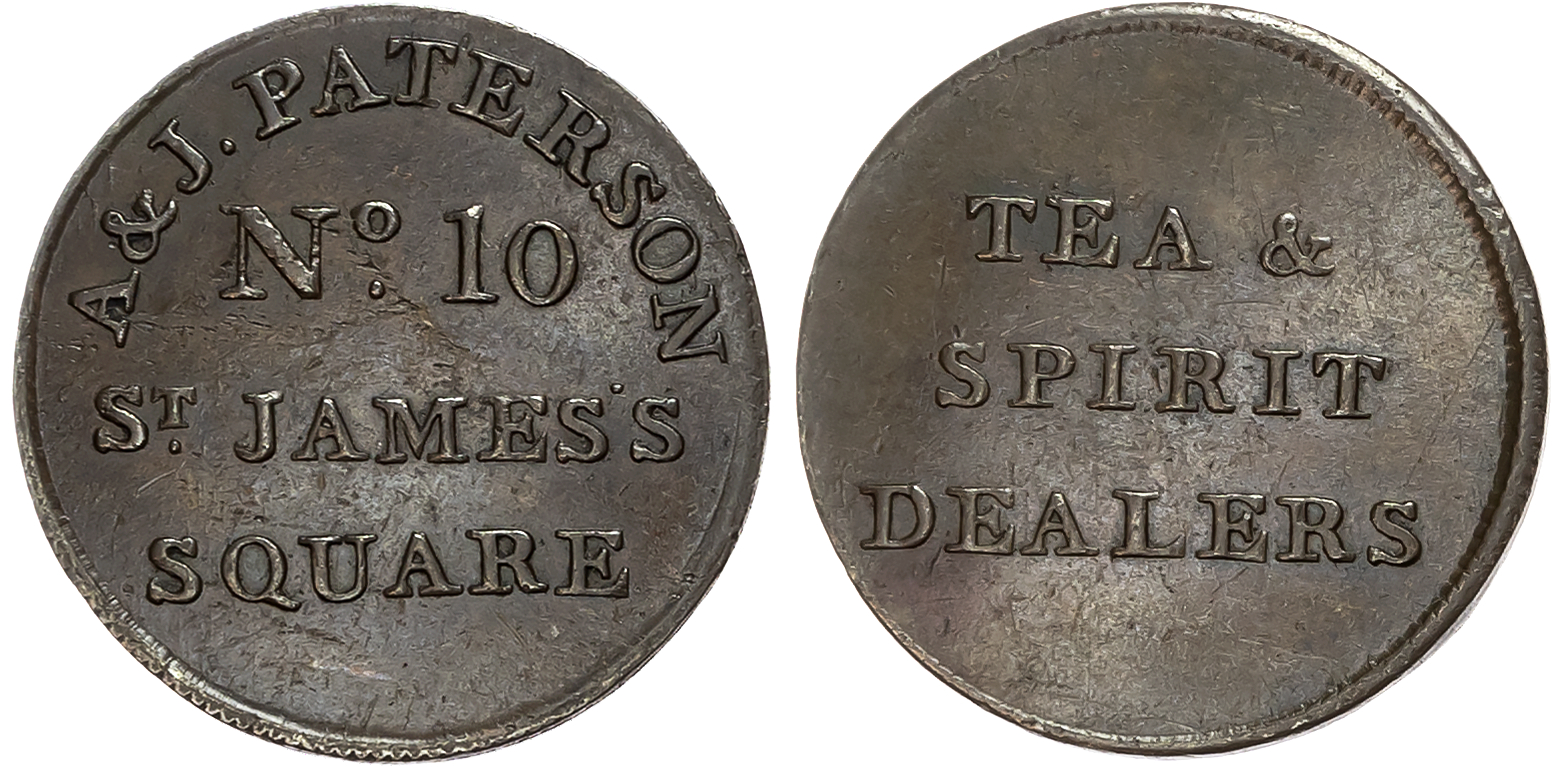 A & J. PATERSON
No. 10
ST. JAMES'S
SQUARE
TEA &
SPIRIT
DEALERS